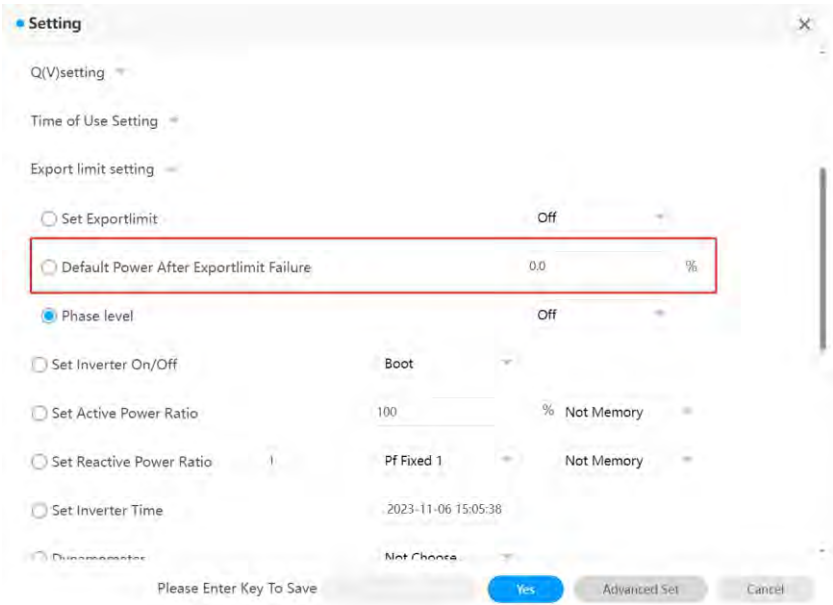 Setting
Q(V)setting
Time of Use Setting
Export limit setting
Set Exportlimit Off
Default Power After Exportlimit Failure 0.0 %
Phase level Off
Set Inverter On/Off Boot
Set Active Power Ratio 100 % Not Memory
Set Reactive Power Ratio Pf Fixed 1 Not Memory
Set Inverter Time 2023-11-06 15:05:38
Dynamometer Not Choose
Please Enter Key To Save Yes Advanced Set Cancel